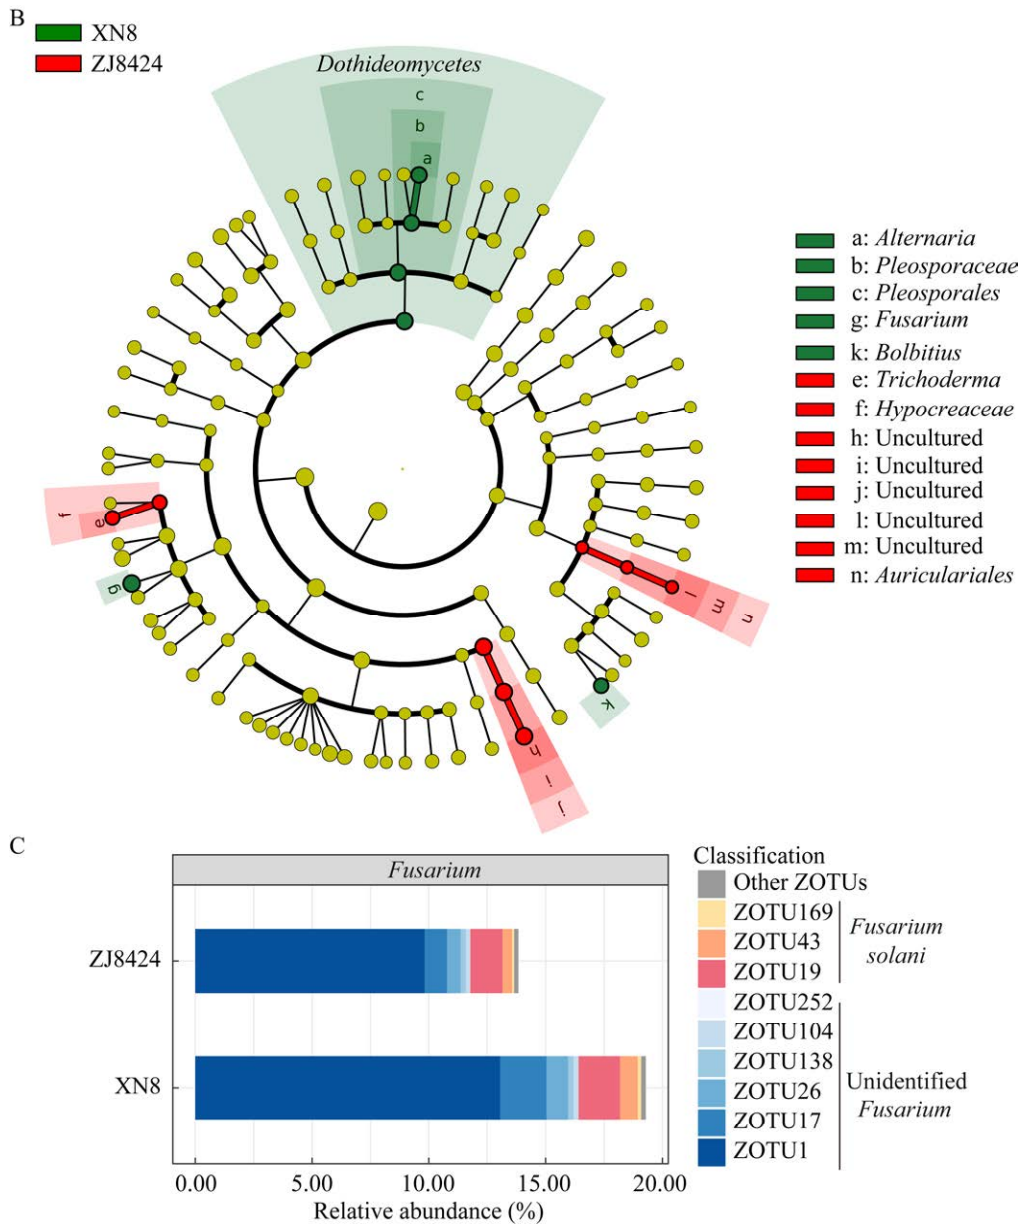 B
XN8
ZJ8424
Dothideomycetes
c
b
a
a: Alternaria
b: Pleosporaceae
c: Pleosporales
g: Fusarium
k: Bolbitius
e: Trichoderma
f: Hypocreaceae
h: Uncultured
i: Uncultured
j: Uncultured
l: Uncultured
m: Uncultured
n: Auriculariales
f
e
g
l
m
n
k
h
i
j
C
Fusarium
ZJ8424
XN8
0.00
5.00
10.00
15.00
20.00
Relative abundance (%)
Classification
Other ZOTUs
ZOTU169
ZOTU43
ZOTU19
Fusarium
solani
ZOTU252
ZOTU104
ZOTU138
ZOTU26
ZOTU17
ZOTU1
Unidentified
Fusarium